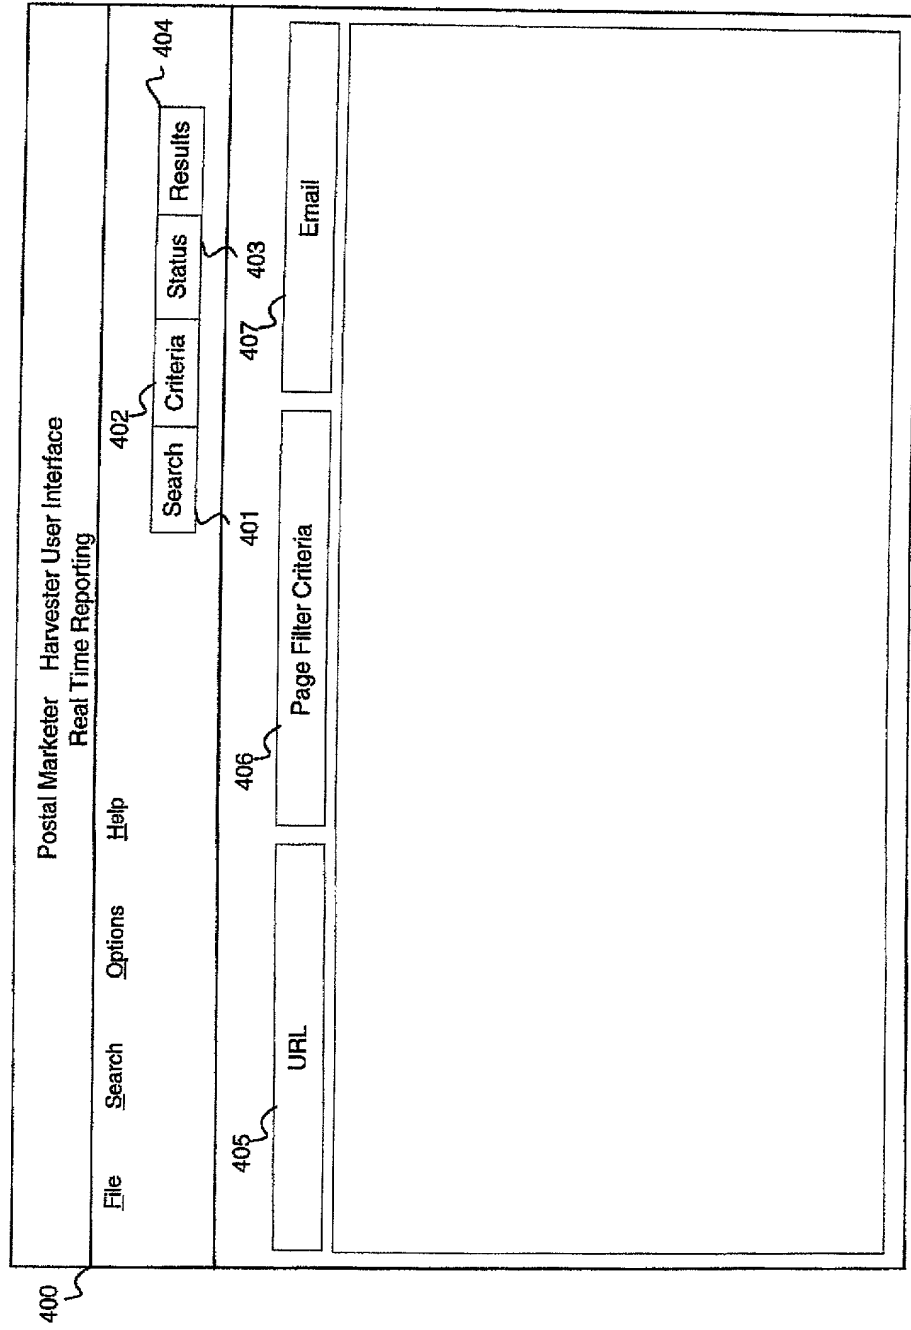 400
Postal Marketer Harvester User Interface
Real Time Reporting
File Search Options Help
402
404
Search Criteria Status Results
401
403
405
406
407
URL
Page Filter Criteria
Email